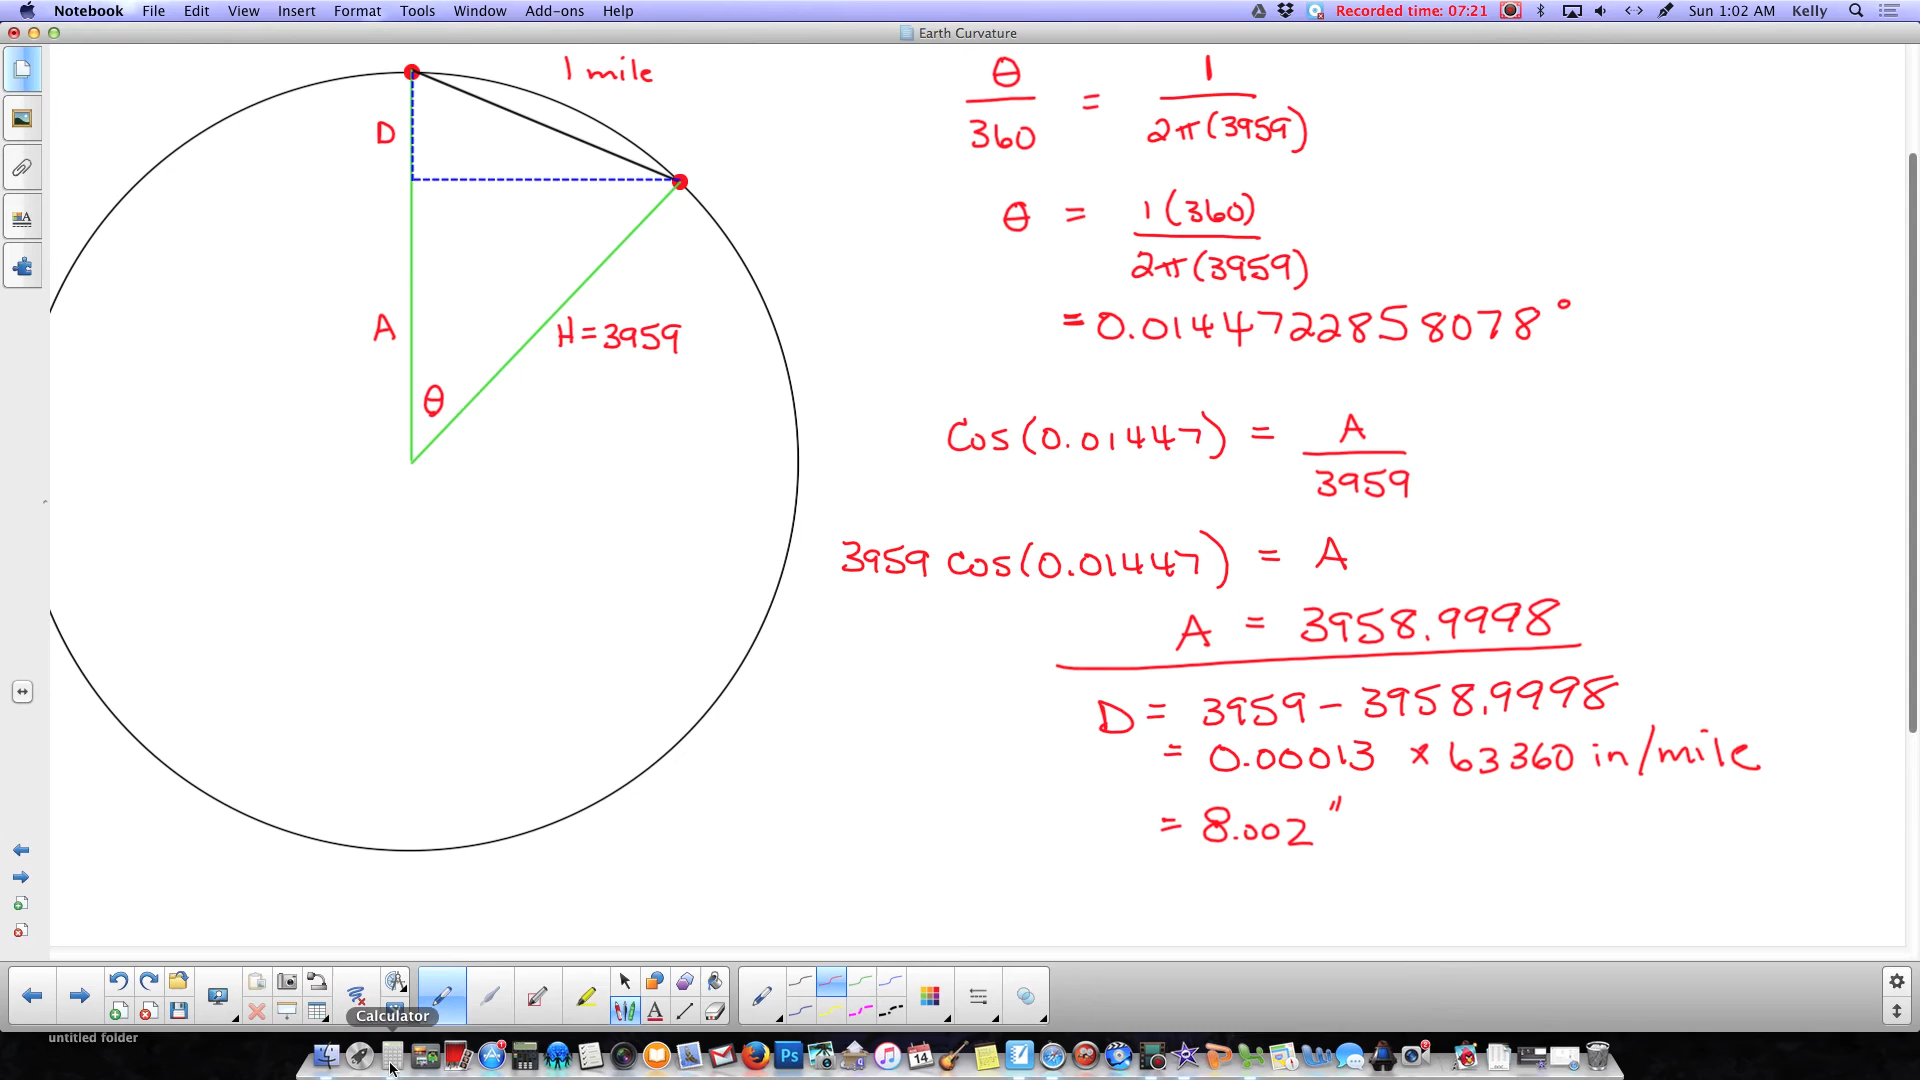 Notebook File Edit View Insert Format Tools Window Add-ons Help
Recorded time: 07:21 Sun 1:02 AM Kelly
Earth Curvature
1 mile
D
A
H = 3959
θ
θ/360 = 1/2π(3959)
θ = 1(360)/2π(3959)
= 0.0144722858078°
Cos(0.01447) = A/3959
3959 Cos(0.01447) = A
A = 3958.9998
D = 3959 − 3958.9998
= 0.00013 × 63360 in/mile
= 8.002"
Calculator
untitled folder